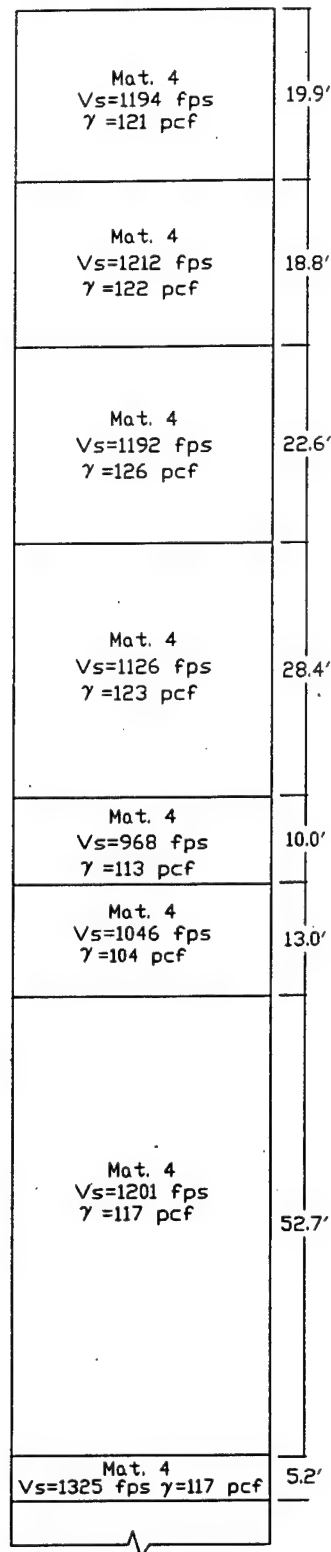 Mat. 4
Vs=1194 fps
γ =121 pcf
19.9'
Mat. 4
Vs=1212 fps
γ =122 pcf
18.8'
Mat. 4
Vs=1192 fps
γ =126 pcf
22.6'
Mat. 4
Vs=1126 fps
γ =123 pcf
28.4'
Mat. 4
Vs=968 fps
γ =113 pcf
10.0'
Mat. 4
Vs=1046 fps
γ =104 pcf
13.0'
Mat. 4
Vs=1201 fps
γ =117 pcf
52.7'
Mat. 4
Vs=1325 fps γ=117 pcf
5.2'